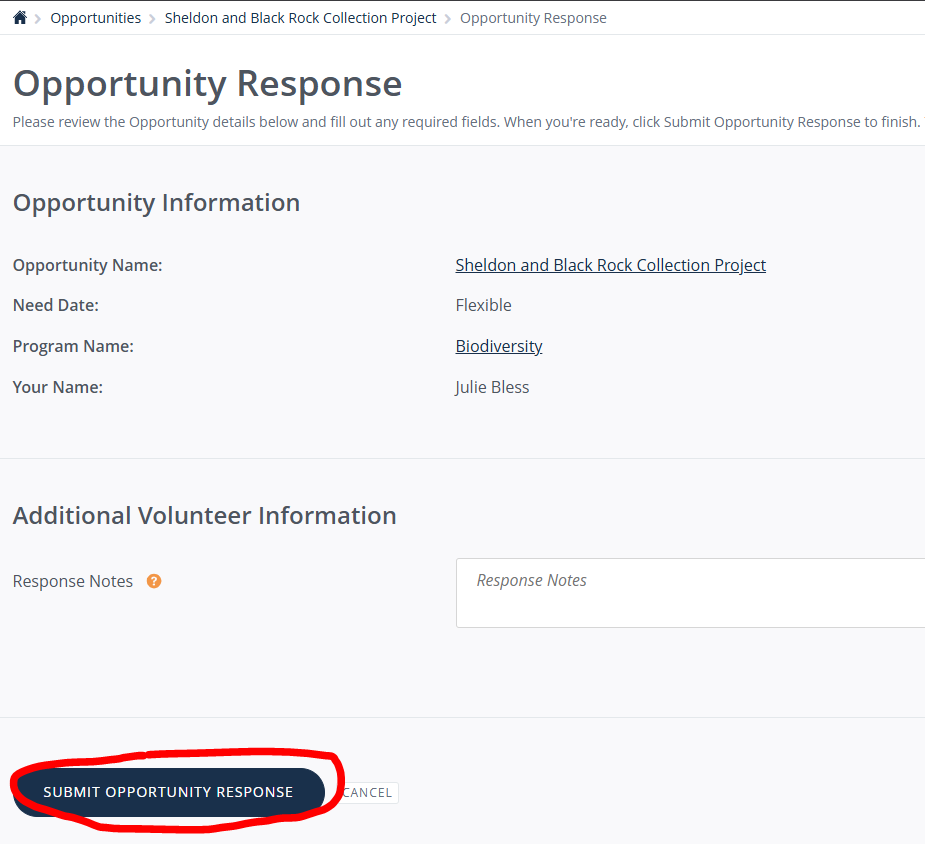 Opportunities Sheldon and Black Rock Collection Project Opportunity Response
Opportunity Response
Please review the Opportunity details below and fill out any required fields. When you're ready, click Submit Opportunity Response to finish.
Opportunity Information
Opportunity Name: Sheldon and Black Rock Collection Project
Need Date: Flexible
Program Name: Biodiversity
Your Name: Julie Bless
Additional Volunteer Information
Response Notes ? Response Notes
SUBMIT OPPORTUNITY RESPONSE CANCEL